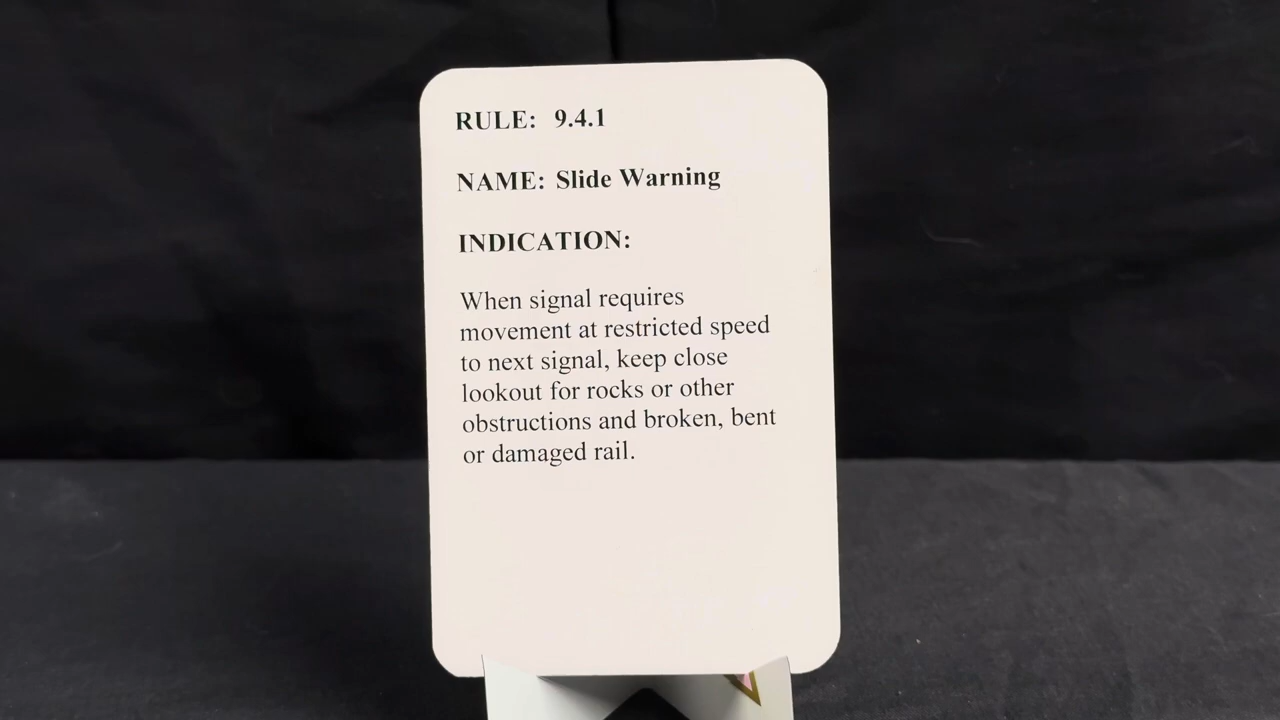 RULE: 9.4.1
NAME: Slide Warning
INDICATION:
When signal requires
movement at restricted speed
to next signal, keep close
lookout for rocks or other
obstructions and broken, bent
or damaged rail.